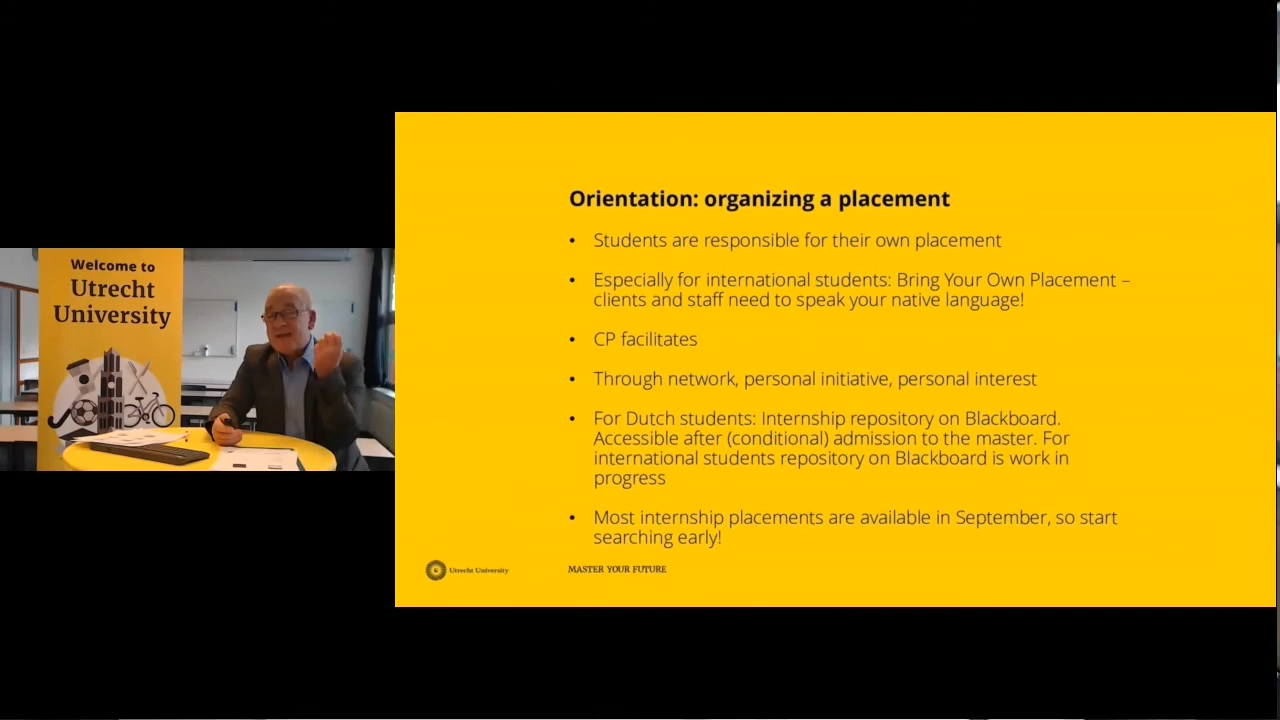 Welcome to
Utrecht
University
Orientation: organizing a placement
• Students are responsible for their own placement
• Especially for international students: Bring Your Own Placement –
clients and staff need to speak your native language!
• CP facilitates
• Through network, personal initiative, personal interest
• For Dutch students: Internship repository on Blackboard.
Accessible after (conditional) admission to the master. For
international students repository on Blackboard is work in
progress
• Most internship placements are available in September, so start
searching early!
Utrecht University
MASTER YOUR FUTURE